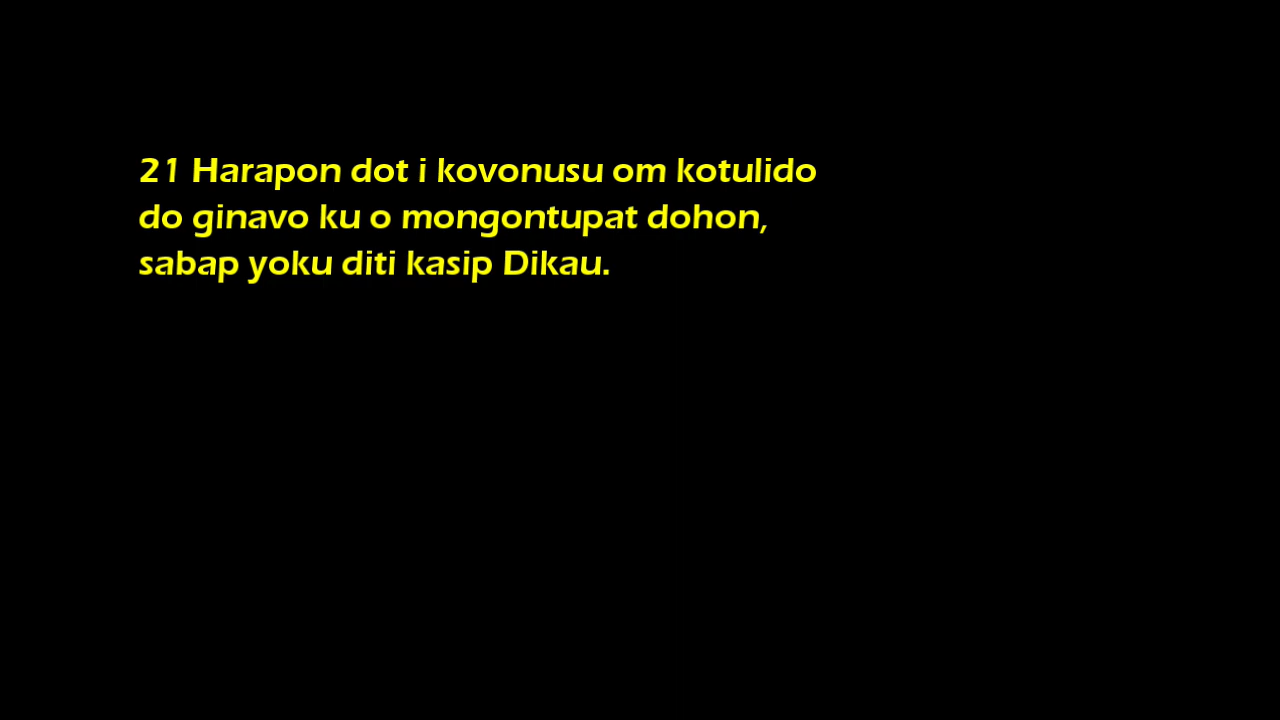 21 Harapon dot i kovonusu om kotulido
do ginavo ku o mongontupat dohon,
sabap yoku diti kasip Dikau.